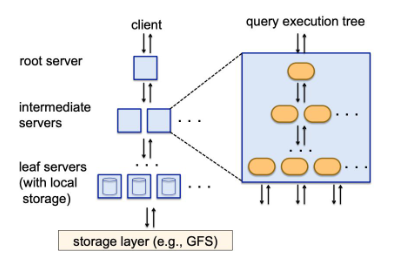 client
query execution tree
root server
intermediate
servers
. . .
. . .
. . .
. . .
leaf servers
(with local
storage)
. . .
. . .
. . .
storage layer (e.g., GFS)